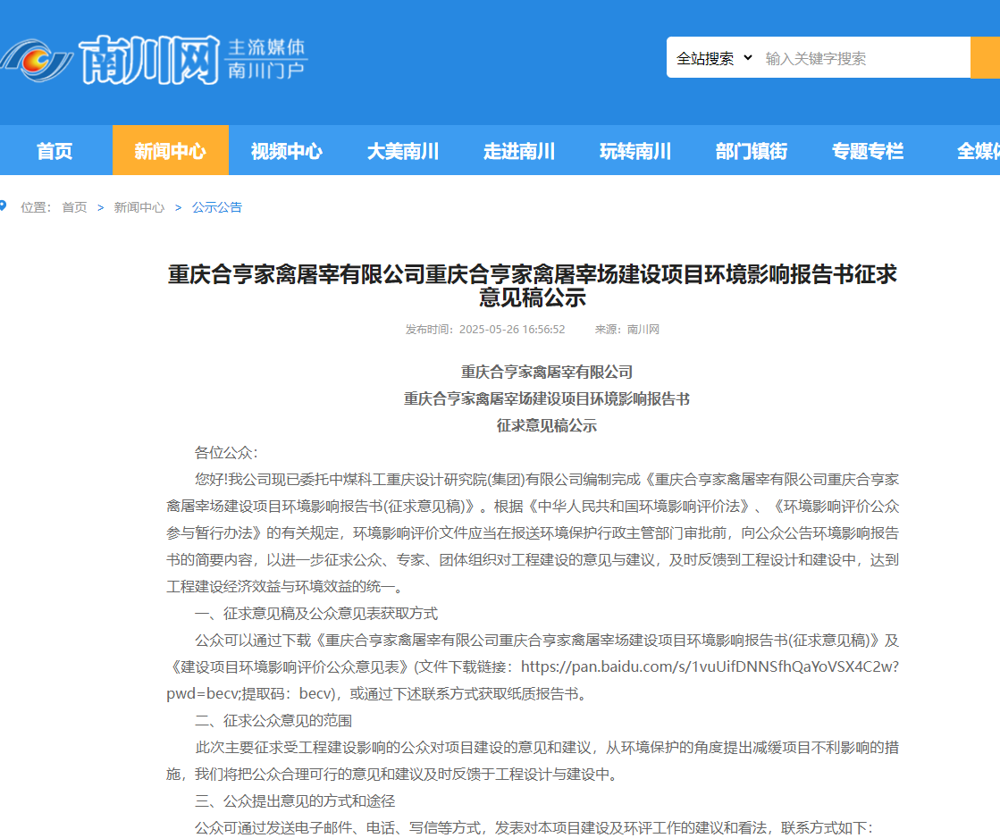 南川网
主流媒体
南川门户
全站搜索 输入关键字搜索
首页 新闻中心 视频中心 大美南川 走进南川 玩转南川 部门镇街 专题专栏 全媒体
位置： 首页 > 新闻中心 > 公示公告
重庆合亨家禽屠宰有限公司重庆合亨家禽屠宰场建设项目环境影响报告书征求
意见稿公示
发布时间：2025-05-26 16:56:52 来源：南川网
重庆合亨家禽屠宰有限公司
重庆合亨家禽屠宰场建设项目环境影响报告书
征求意见稿公示
各位公众：
您好!我公司现已委托中煤科工重庆设计研究院(集团)有限公司编制完成《重庆合亨家禽屠宰有限公司重庆合亨家
禽屠宰场建设项目环境影响报告书(征求意见稿)》。根据《中华人民共和国环境影响评价法》、《环境影响评价公众
参与暂行办法》的有关规定，环境影响评价文件应当在报送环境保护行政主管部门审批前，向公众公告环境影响报告
书的简要内容，以进一步征求公众、专家、团体组织对工程建设的意见与建议，及时反馈到工程设计和建设中，达到
工程建设经济效益与环境效益的统一。
一、征求意见稿及公众意见表获取方式
公众可以通过下载《重庆合亨家禽屠宰有限公司重庆合亨家禽屠宰场建设项目环境影响报告书(征求意见稿)》及
《建设项目环境影响评价公众意见表》(文件下载链接：https://pan.baidu.com/s/1vuUifDNNSfhQaYoVSX4C2w?
pwd=becv;提取码：becv)，或通过下述联系方式获取纸质报告书。
二、征求公众意见的范围
此次主要征求受工程建设影响的公众对项目建设的意见和建议，从环境保护的角度提出减缓项目不利影响的措
施，我们将把公众合理可行的意见和建议及时反馈于工程设计与建设中。
三、公众提出意见的方式和途径
公众可通过发送电子邮件、电话、写信等方式，发表对本项目建设及环评工作的建议和看法，联系方式如下：